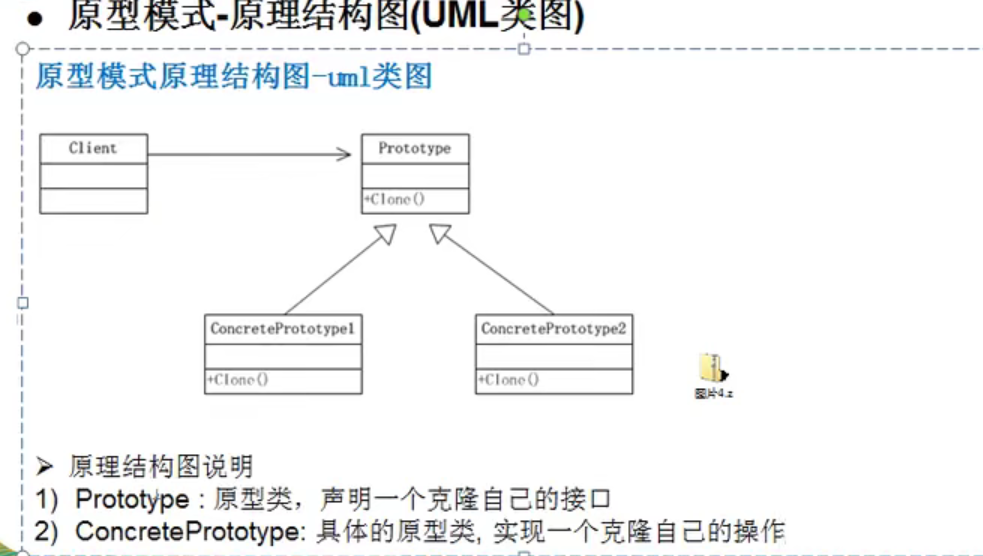 ● 原型模式-原理结构图(UML类图)
原型模式原理结构图-uml类图
Client
Prototype
+Clone()
ConcretePrototype1
ConcretePrototype2
+Clone()
+Clone()
图片4.z
➤ 原理结构图说明
1) Prototype : 原型类，声明一个克隆自己的接口
2) ConcretePrototype: 具体的原型类, 实现一个克隆自己的操作